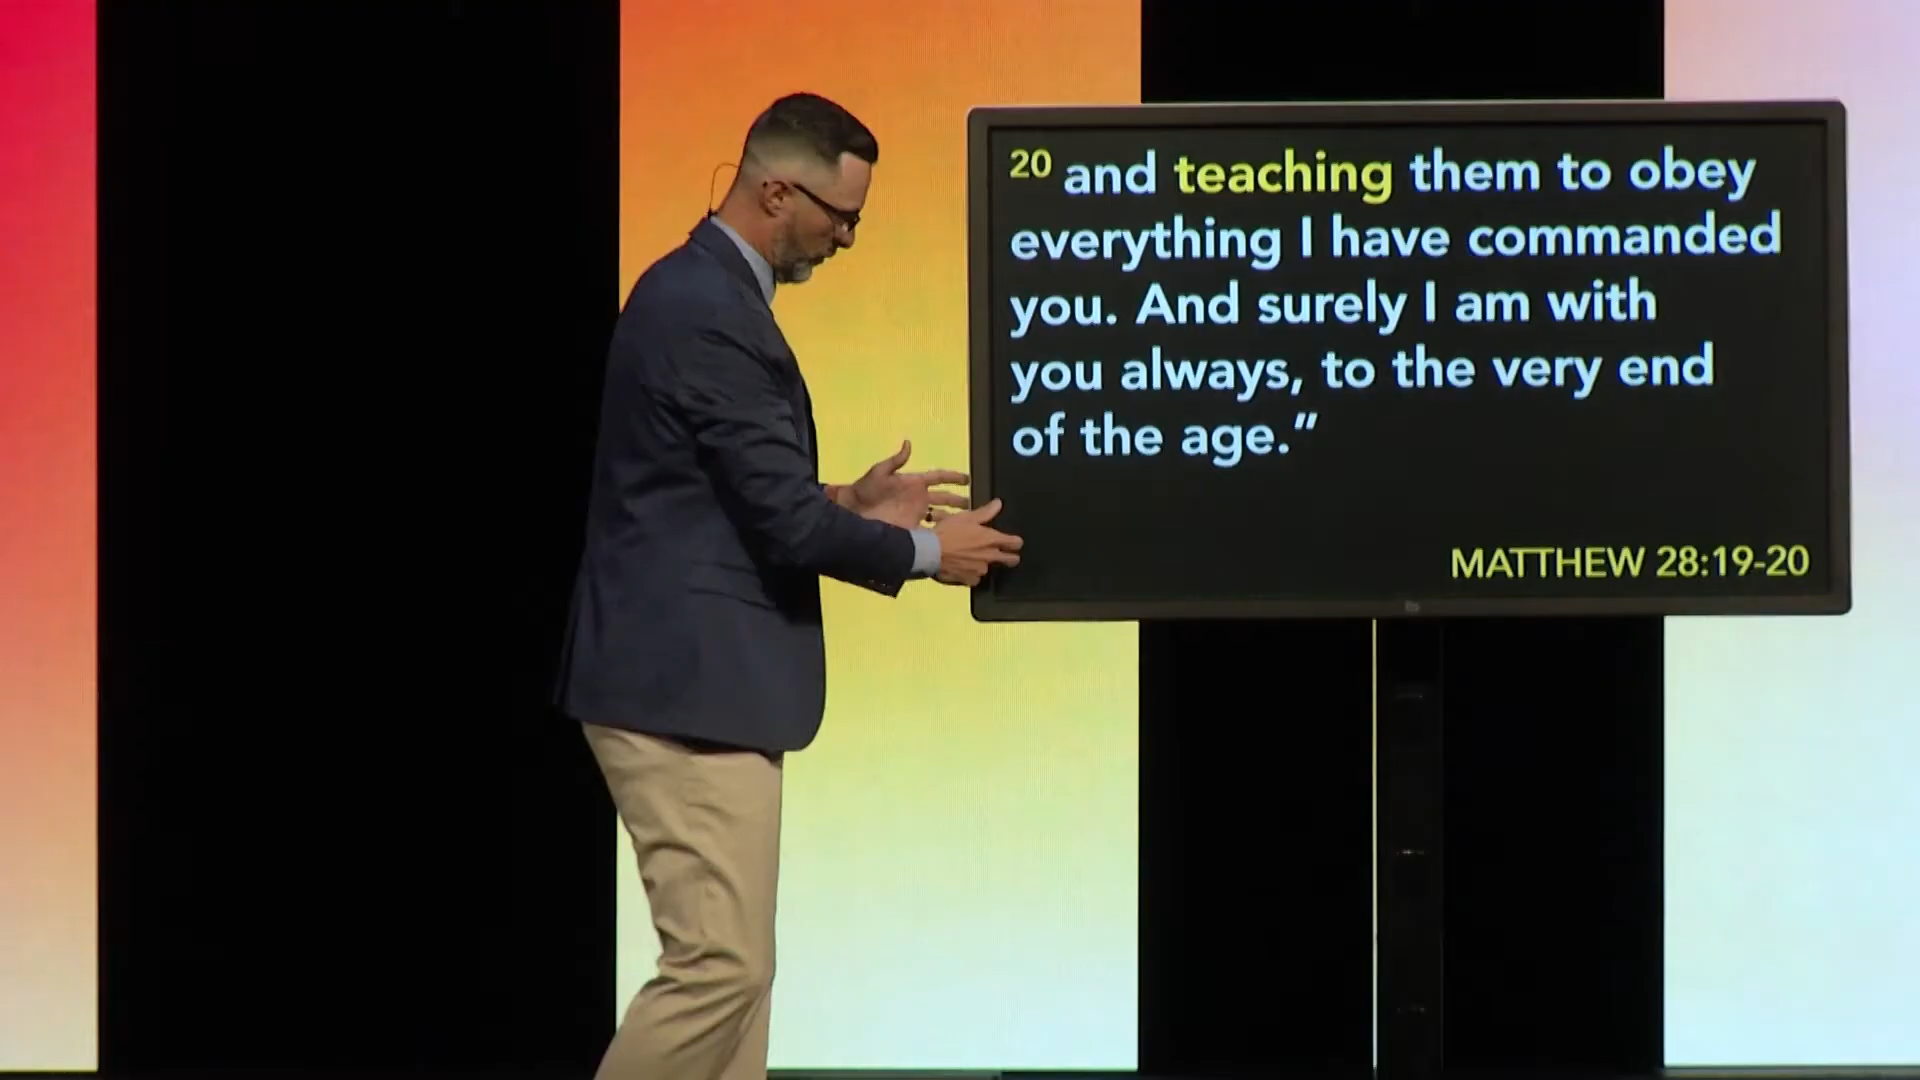 20 and teaching them to obey
everything I have commanded
you. And surely I am with
you always, to the very end
of the age.”
MATTHEW 28:19-20